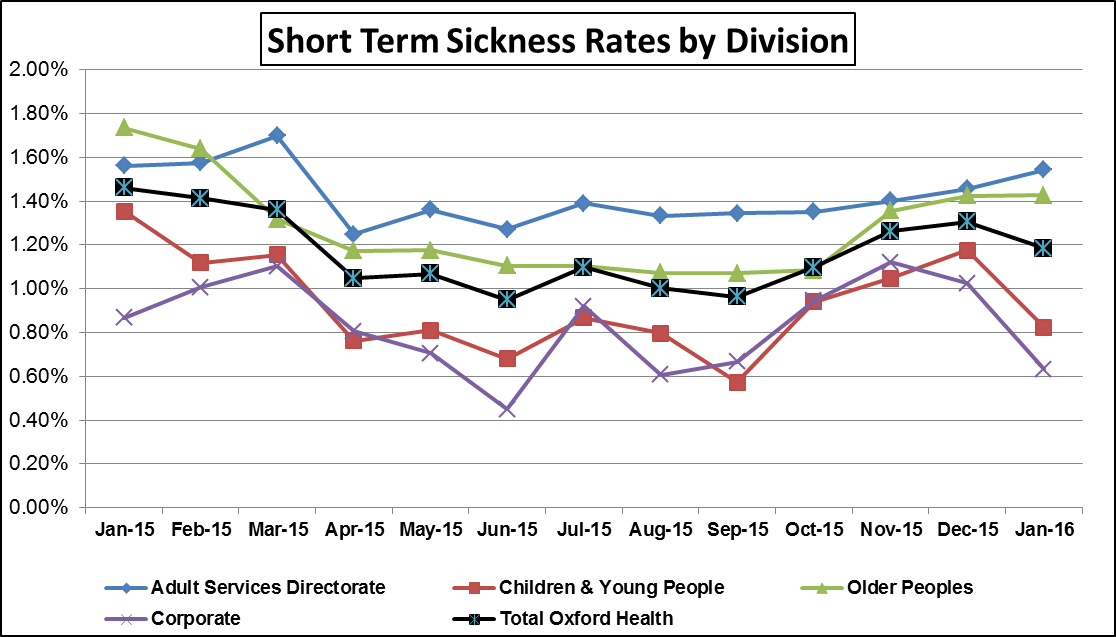 Short Term Sickness Rates by Division
2.00%
1.80%
1.60%
1.40%
1.20%
1.00%
0.80%
0.60%
0.40%
0.20%
0.00%
Jan-15 Feb-15 Mar-15 Apr-15 May-15 Jun-15 Jul-15 Aug-15 Sep-15 Oct-15 Nov-15 Dec-15 Jan-16
Adult Services Directorate Children & Young People Older Peoples
Corporate Total Oxford Health